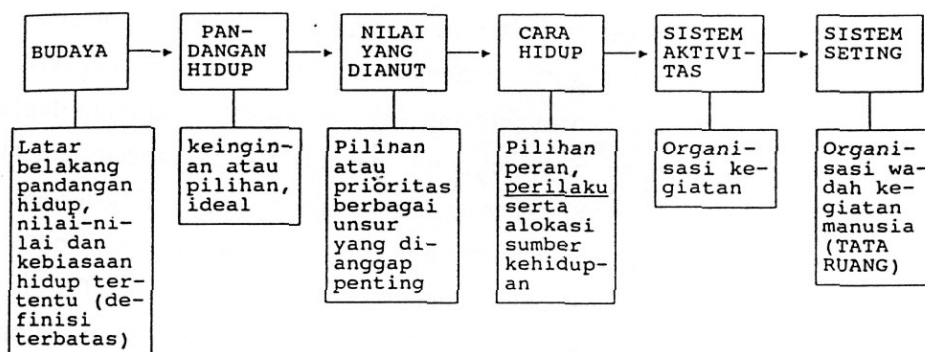 BUDAYA
PAN-
DANGAN
HIDUP
NILAI
YANG
DIANUT
CARA
HIDUP
SISTEM
AKTIVI-
TAS
SISTEM
SETING
Latar
belakang
pandangan
hidup,
nilai-ni-
lai dan
kebiasaan
hidup ter-
tentu (de-
finisi
terbatas)
keingin-
an atau
pilihan,
ideal
Pilinan
atau
prioritas
berbagai
unsur
yang di-
anggap
penting
Pilihan
peran,
perilaku
serta
alokasi
sumber
kehidup-
an
Organi-
sasi ke-
giatan
Organi-
sasi wa-
dah ke-
giatan
manusia
(TATA
RUANG)